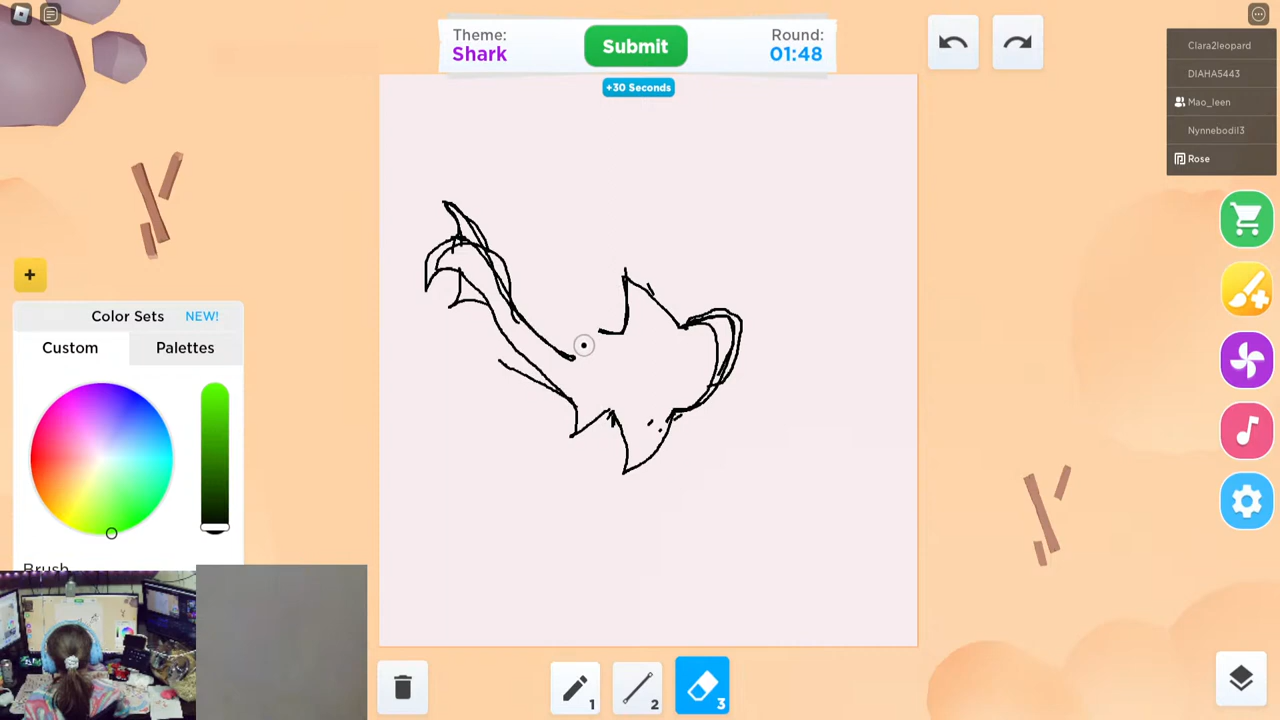 Theme:
Shark
Submit
Round:
01:48
+30 Seconds
Clara2leopard
DIAHA5443
Mao_leen
Nynnebodil3
Rose
+
Color Sets NEW!
Custom Palettes
Brush
1
2
3